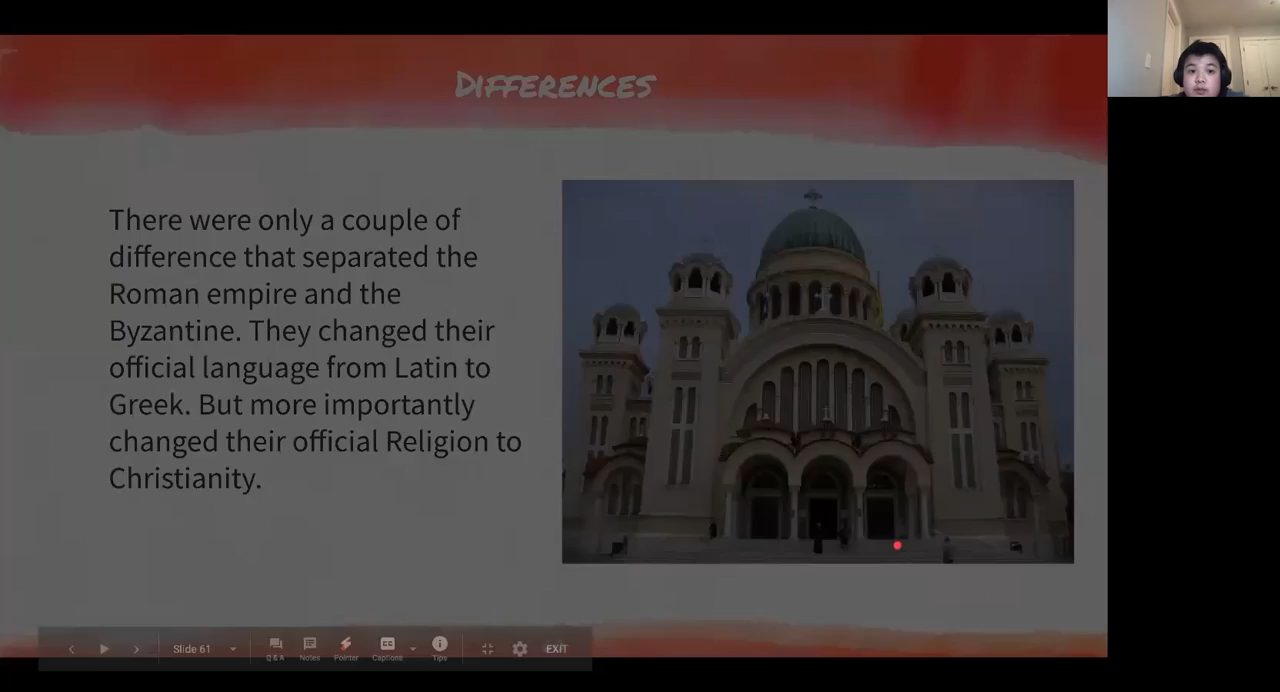 DIFFERENCES
There were only a couple of
difference that separated the
Roman empire and the
Byzantine. They changed their
official language from Latin to
Greek. But more importantly
changed their official Religion to
Christianity.
Slide 61
Q & A
Notes
Pointer
CC
Captions
Tips
EXIT